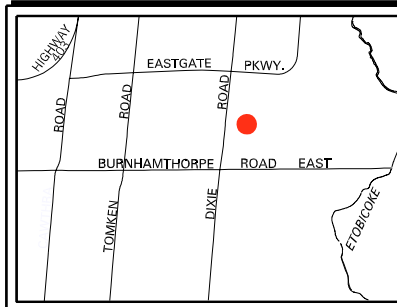 HIGHWAY
403
EASTGATE PKWY.
ROAD
ROAD
ROAD
BURNHAMTHORPE ROAD EAST
TOMKEN
DIXIE
ETOBICOKE